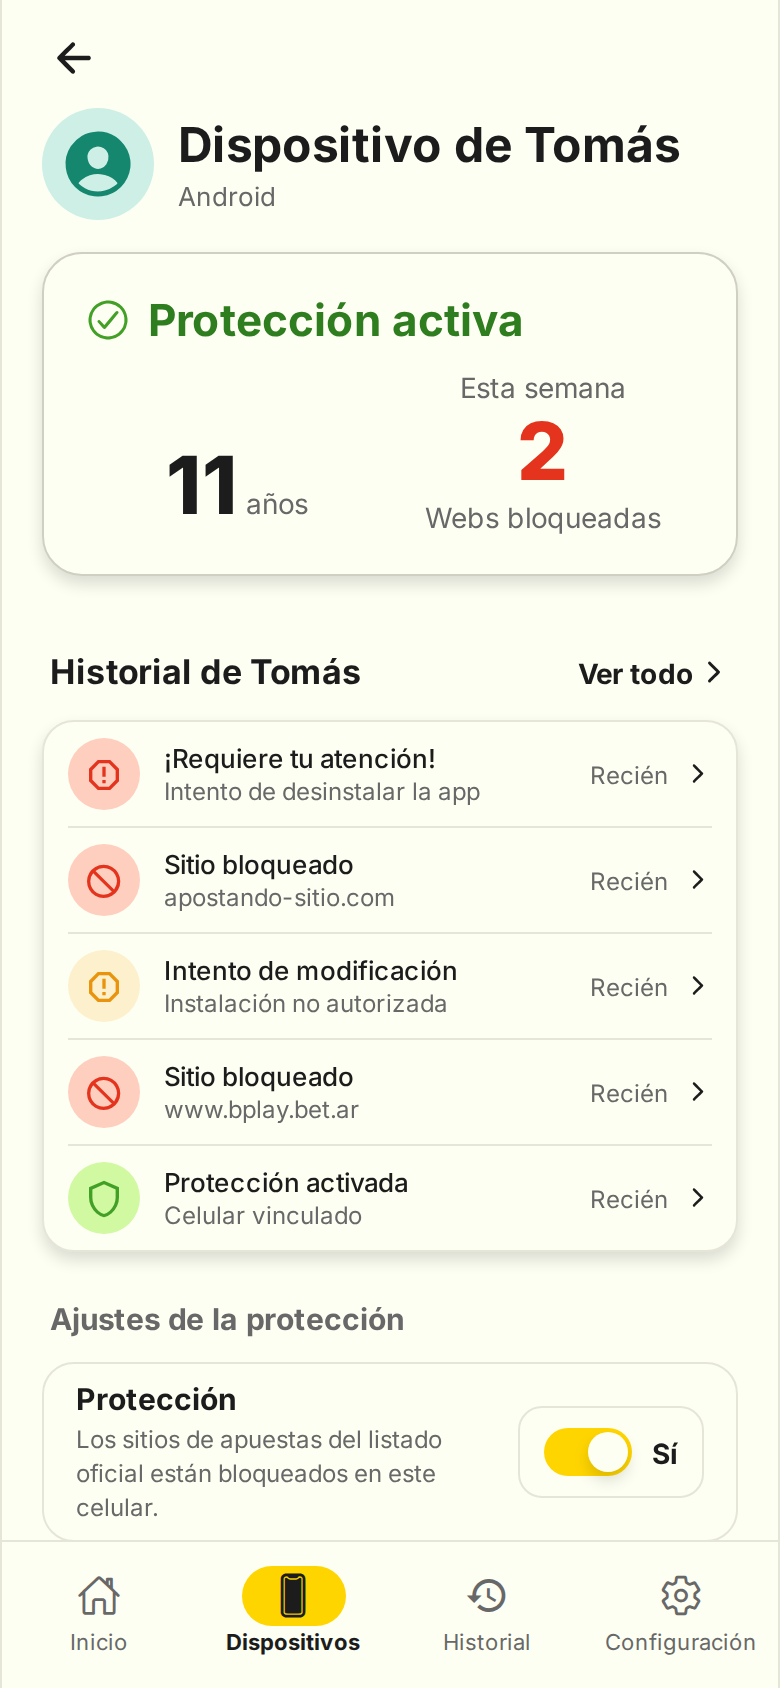 Dispositivo de Tomás
Android
Protección activa
11 años
Esta semana
2
Webs bloqueadas
Historial de Tomás
Ver todo
¡Requiere tu atención!
Intento de desinstalar la app
Recién
Sitio bloqueado
apostando-sitio.com
Recién
Intento de modificación
Instalación no autorizada
Recién
Sitio bloqueado
www.bplay.bet.ar
Recién
Protección activada
Celular vinculado
Recién
Ajustes de la protección
Protección
Los sitios de apuestas del listado
oficial están bloqueados en este
celular.
Sí
Inicio
Dispositivos
Historial
Configuración